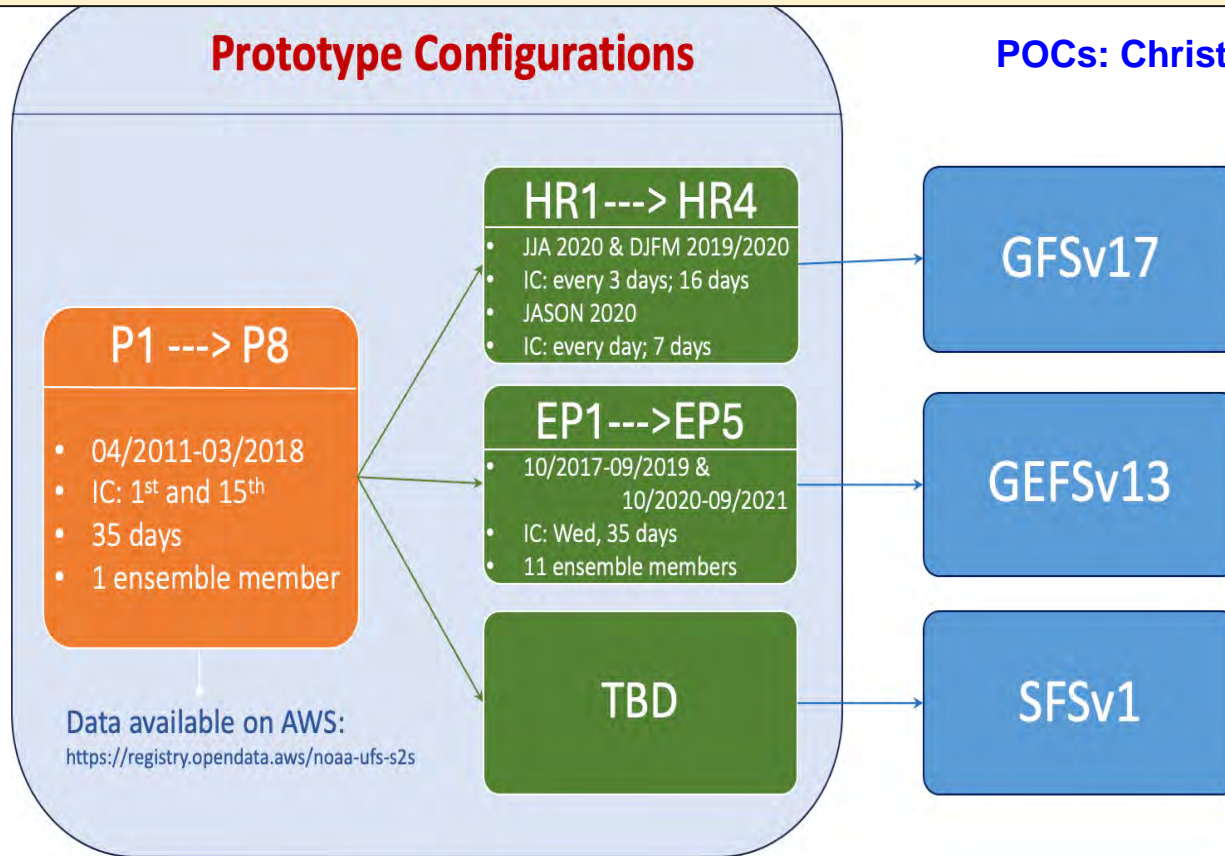 Prototype Configurations
POCs: Christ
P1 ---> P8
• 04/2011-03/2018
• IC: 1st and 15th
• 35 days
• 1 ensemble member
Data available on AWS:
https://registry.opendata.aws/noaa-ufs-s2s
HR1---> HR4
• JJA 2020 & DJFM 2019/2020
• IC: every 3 days; 16 days
• JASON 2020
• IC: every day; 7 days
EP1--->EP5
• 10/2017-09/2019 &
10/2020-09/2021
• IC: Wed, 35 days
• 11 ensemble members
TBD
GFSv17
GEFSv13
SFSv1